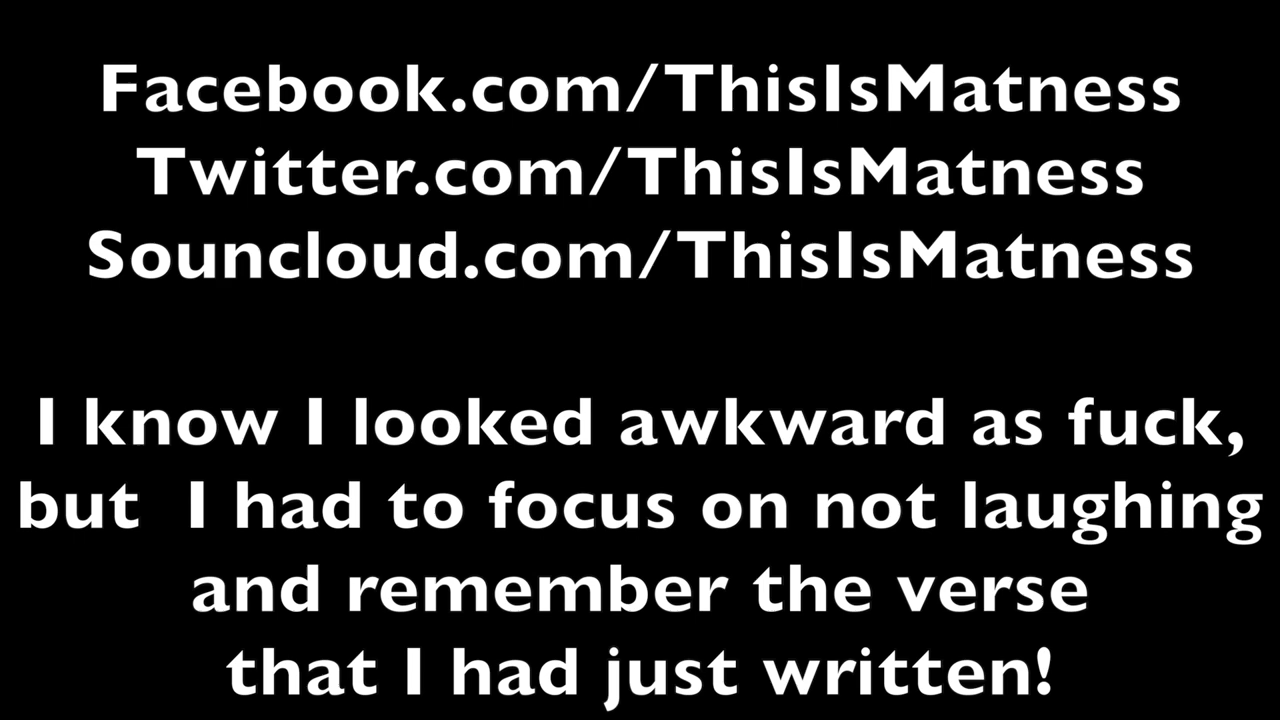 Facebook.com/ThisIsMatness
Twitter.com/ThisIsMatness
Souncloud.com/ThisIsMatness
I know I looked awkward as fuck,
but  I had to focus on not laughing
and remember the verse
that I had just written!